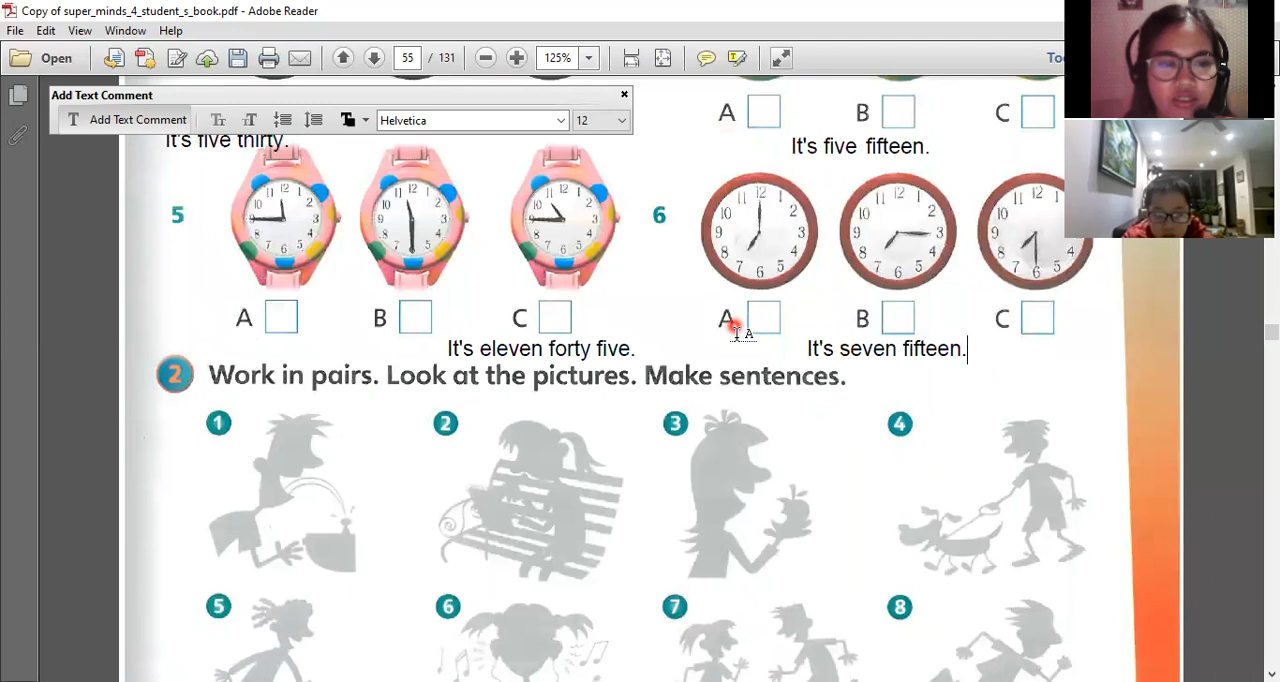 Copy of super_minds_4_student_s_book.pdf - Adobe Reader
File Edit View Window Help
Open 55 / 131 125%
Add Text Comment
Add Text Comment Helvetica 12
It's five thirty.
A B C
It's five fifteen.
5
6
A B C
A B C
It's eleven forty five.
It's seven fifteen.
2 Work in pairs. Look at the pictures. Make sentences.
1 2 3 4
5 6 7 8